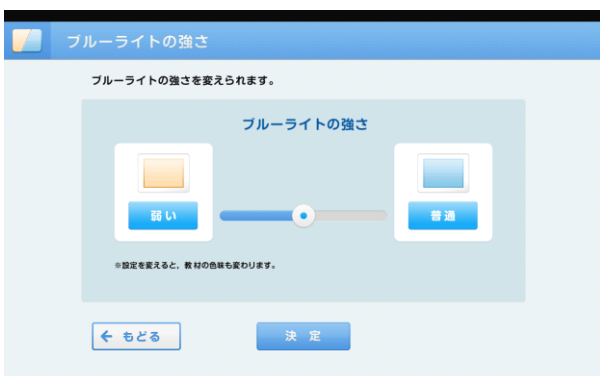 ブルーライトの強さ
ブルーライトの強さを変えられます。
ブルーライトの強さ
弱い
普通
※設定を変えると、教材の色味も変わります。
もどる
決 定